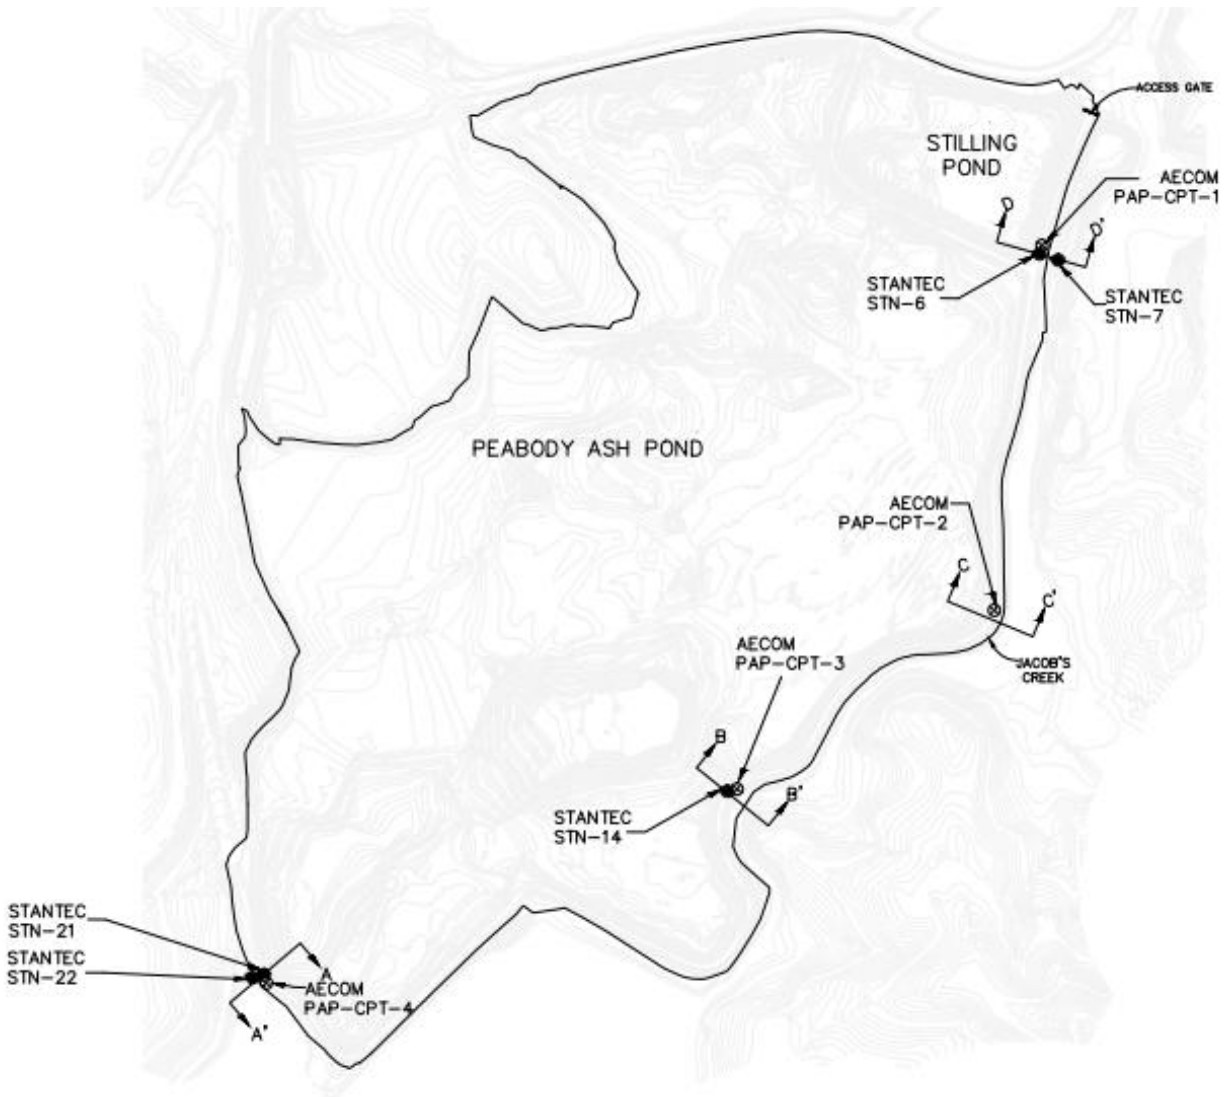 ACCESS GATE
STILLING
POND
AECOM
PAP-CPT-1
D
D'
STANTEC
STN-6
STANTEC
STN-7
PEABODY ASH POND
AECOM
PAP-CPT-2
C
C'
JACOB'S
CREEK
AECOM
PAP-CPT-3
B
B'
STANTEC
STN-14
STANTEC
STN-21
STANTEC
STN-22
A
AECOM
PAP-CPT-4
A'